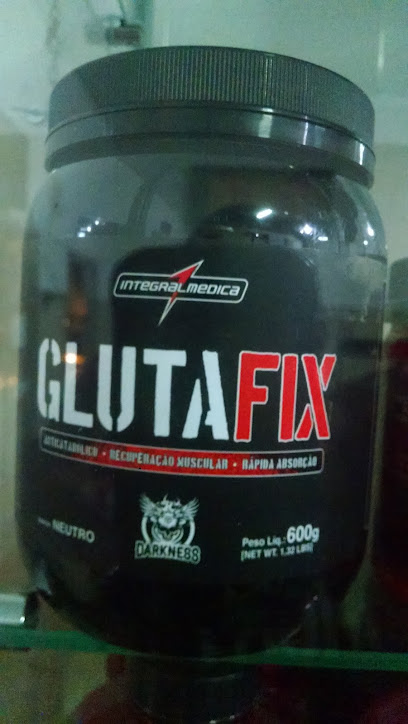 INTEGRALMEDICA
GLUTAFIX
ANTICATABÓLICO • RECUPERAÇÃO MUSCULAR • RÁPIDA ABSORÇÃO
NEUTRO
DARKNESS
Peso Líq.: 600g
[NET WT. 1,32 LBS]